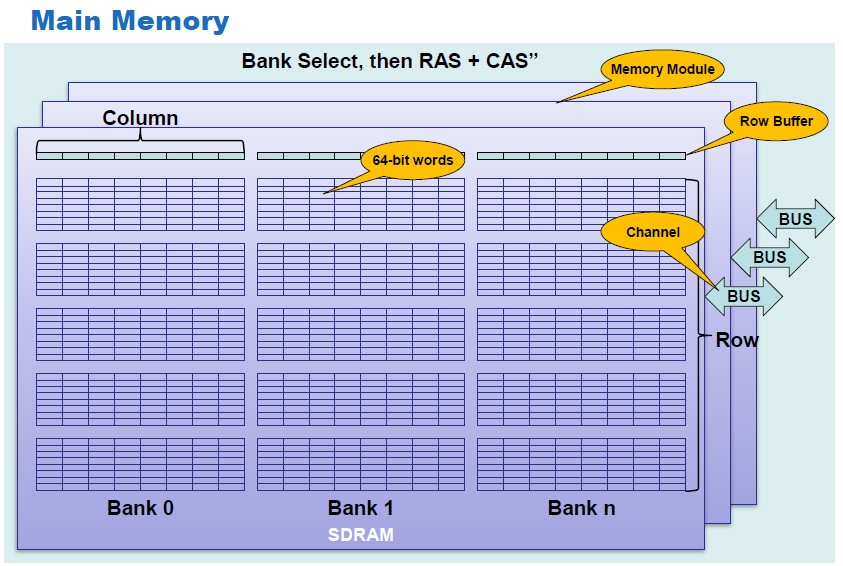 Main Memory
Bank Select, then RAS + CAS”
Memory Module
Column
Row Buffer
64-bit words
BUS
Channel
BUS
BUS
Row
Bank 0
Bank 1
Bank n
SDRAM